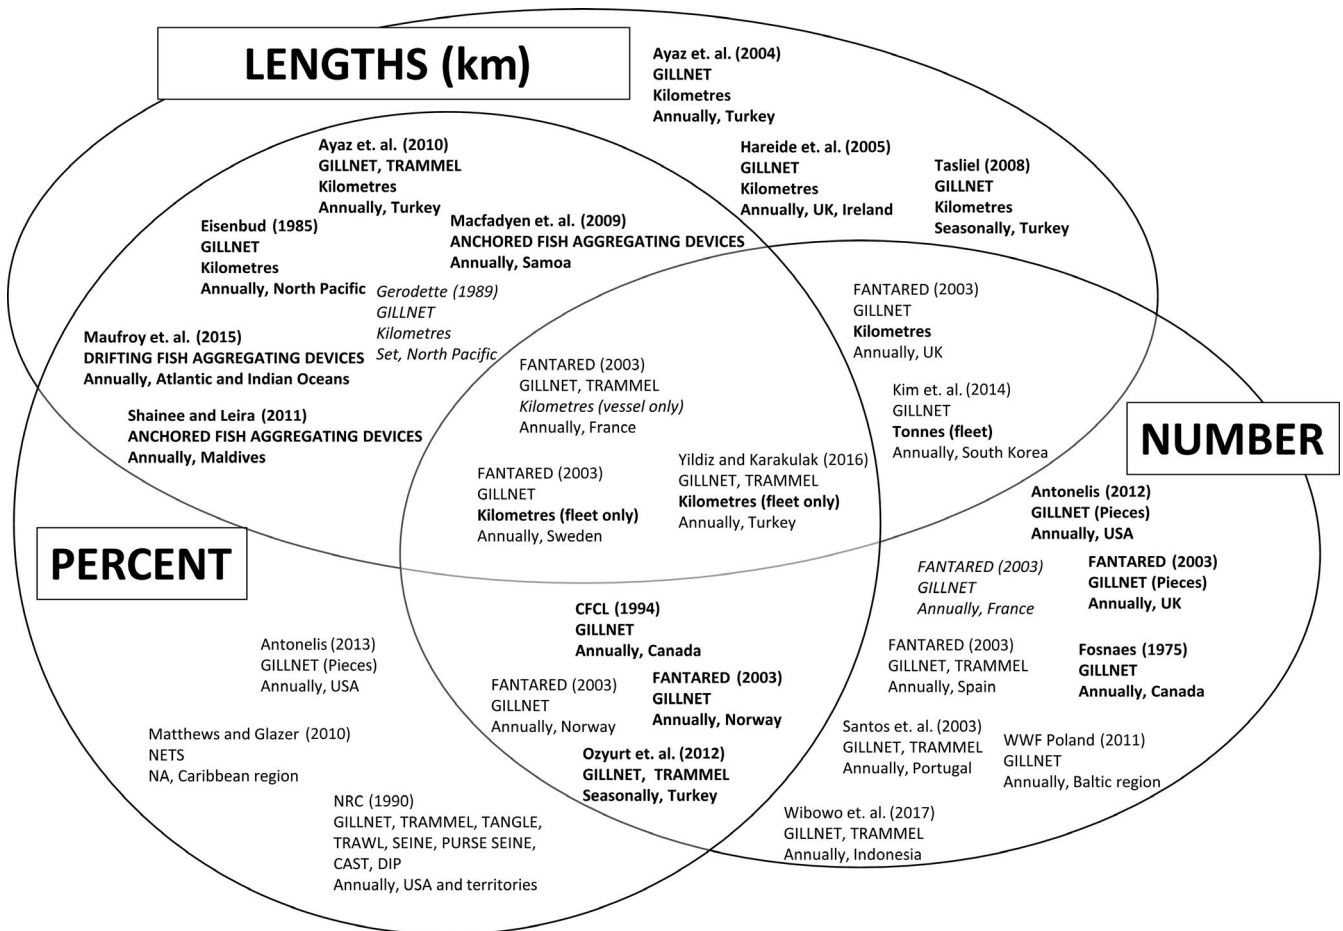 LENGTHS (km)
Ayaz et. al. (2004)
GILLNET
Kilometres
Annually, Turkey
Hareide et. al. (2005)
GILLNET
Kilometres
Annually, UK, Ireland
Tasliel (2008)
GILLNET
Kilometres
Seasonally, Turkey
Ayaz et. al. (2010)
GILLNET, TRAMMEL
Kilometres
Annually, Turkey
Eisenbud (1985)
GILLNET
Kilometres
Annually, North Pacific
Macfadyen et. al. (2009)
ANCHORED FISH AGGREGATING DEVICES
Annually, Samoa
Gerodette (1989)
GILLNET
Kilometres
Set, North Pacific
Maufroy et. al. (2015)
DRIFTING FISH AGGREGATING DEVICES
Annually, Atlantic and Indian Oceans
Shainee and Leira (2011)
ANCHORED FISH AGGREGATING DEVICES
Annually, Maldives
FANTARED (2003)
GILLNET
Kilometres
Annually, UK
Kim et. al. (2014)
GILLNET
Tonnes (fleet)
Annually, South Korea
FANTARED (2003)
GILLNET, TRAMMEL
Kilometres (vessel only)
Annually, France
FANTARED (2003)
GILLNET
Kilometres (fleet only)
Annually, Sweden
Yildiz and Karakulak (2016)
GILLNET, TRAMMEL
Kilometres (fleet only)
Annually, Turkey
NUMBER
Antonelis (2012)
GILLNET (Pieces)
Annually, USA
FANTARED (2003)
GILLNET
Annually, France
FANTARED (2003)
GILLNET (Pieces)
Annually, UK
FANTARED (2003)
GILLNET, TRAMMEL
Annually, Spain
Fosnaes (1975)
GILLNET
Annually, Canada
Santos et. al. (2003)
GILLNET, TRAMMEL
Annually, Portugal
WWF Poland (2011)
GILLNET
Annually, Baltic region
Wibowo et. al. (2017)
GILLNET, TRAMMEL
Annually, Indonesia
PERCENT
CFCL (1994)
GILLNET
Annually, Canada
FANTARED (2003)
GILLNET
Annually, Norway
FANTARED (2003)
GILLNET
Annually, Norway
Ozyurt et. al. (2012)
GILLNET, TRAMMEL
Seasonally, Turkey
Antonelis (2013)
GILLNET (Pieces)
Annually, USA
Matthews and Glazer (2010)
NETS
NA, Caribbean region
NRC (1990)
GILLNET, TRAMMEL, TANGLE,
TRAWL, SEINE, PURSE SEINE,
CAST, DIP
Annually, USA and territories